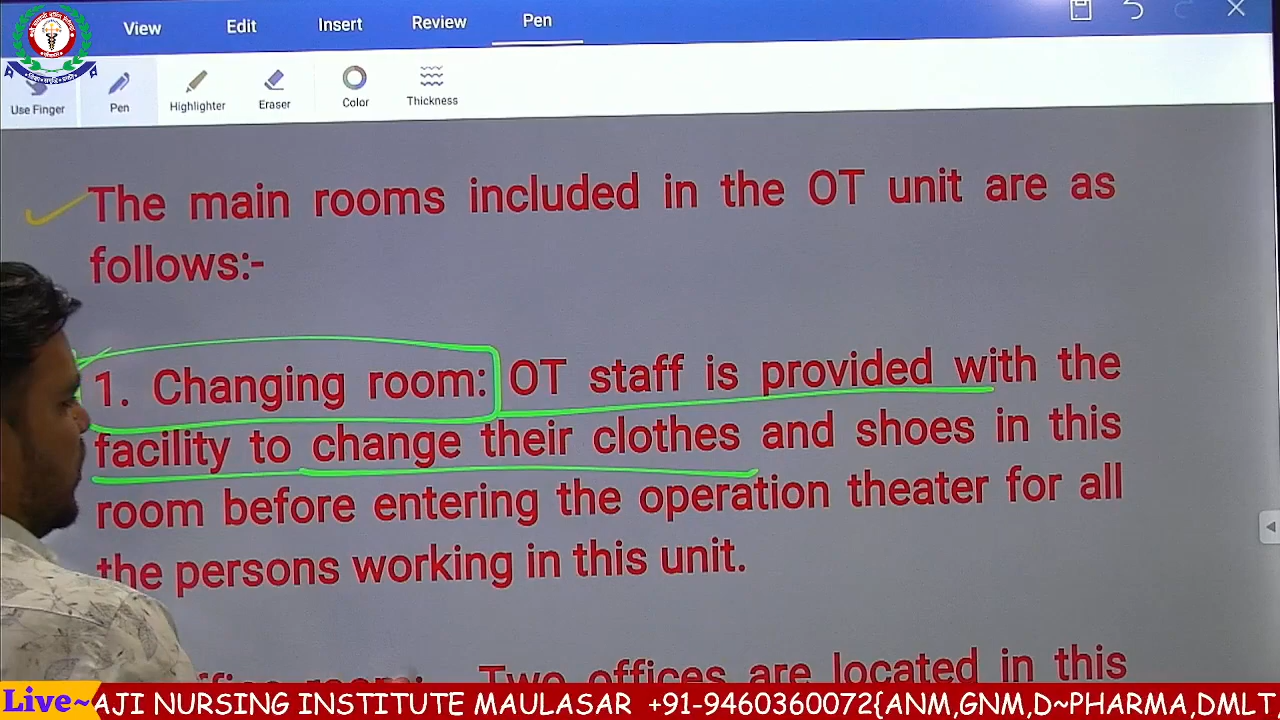 View Edit Insert Review Pen
Use Finger Pen Highlighter Eraser Color Thickness
The main rooms included in the OT unit are as
follows:-
1. Changing room: OT staff is provided with the
facility to change their clothes and shoes in this
room before entering the operation theater for all
the persons working in this unit.
room: Two offices are located in this
Live~ AJI NURSING INSTITUTE MAULASAR +91-9460360072{ANM,GNM,D~PHARMA,DMLT